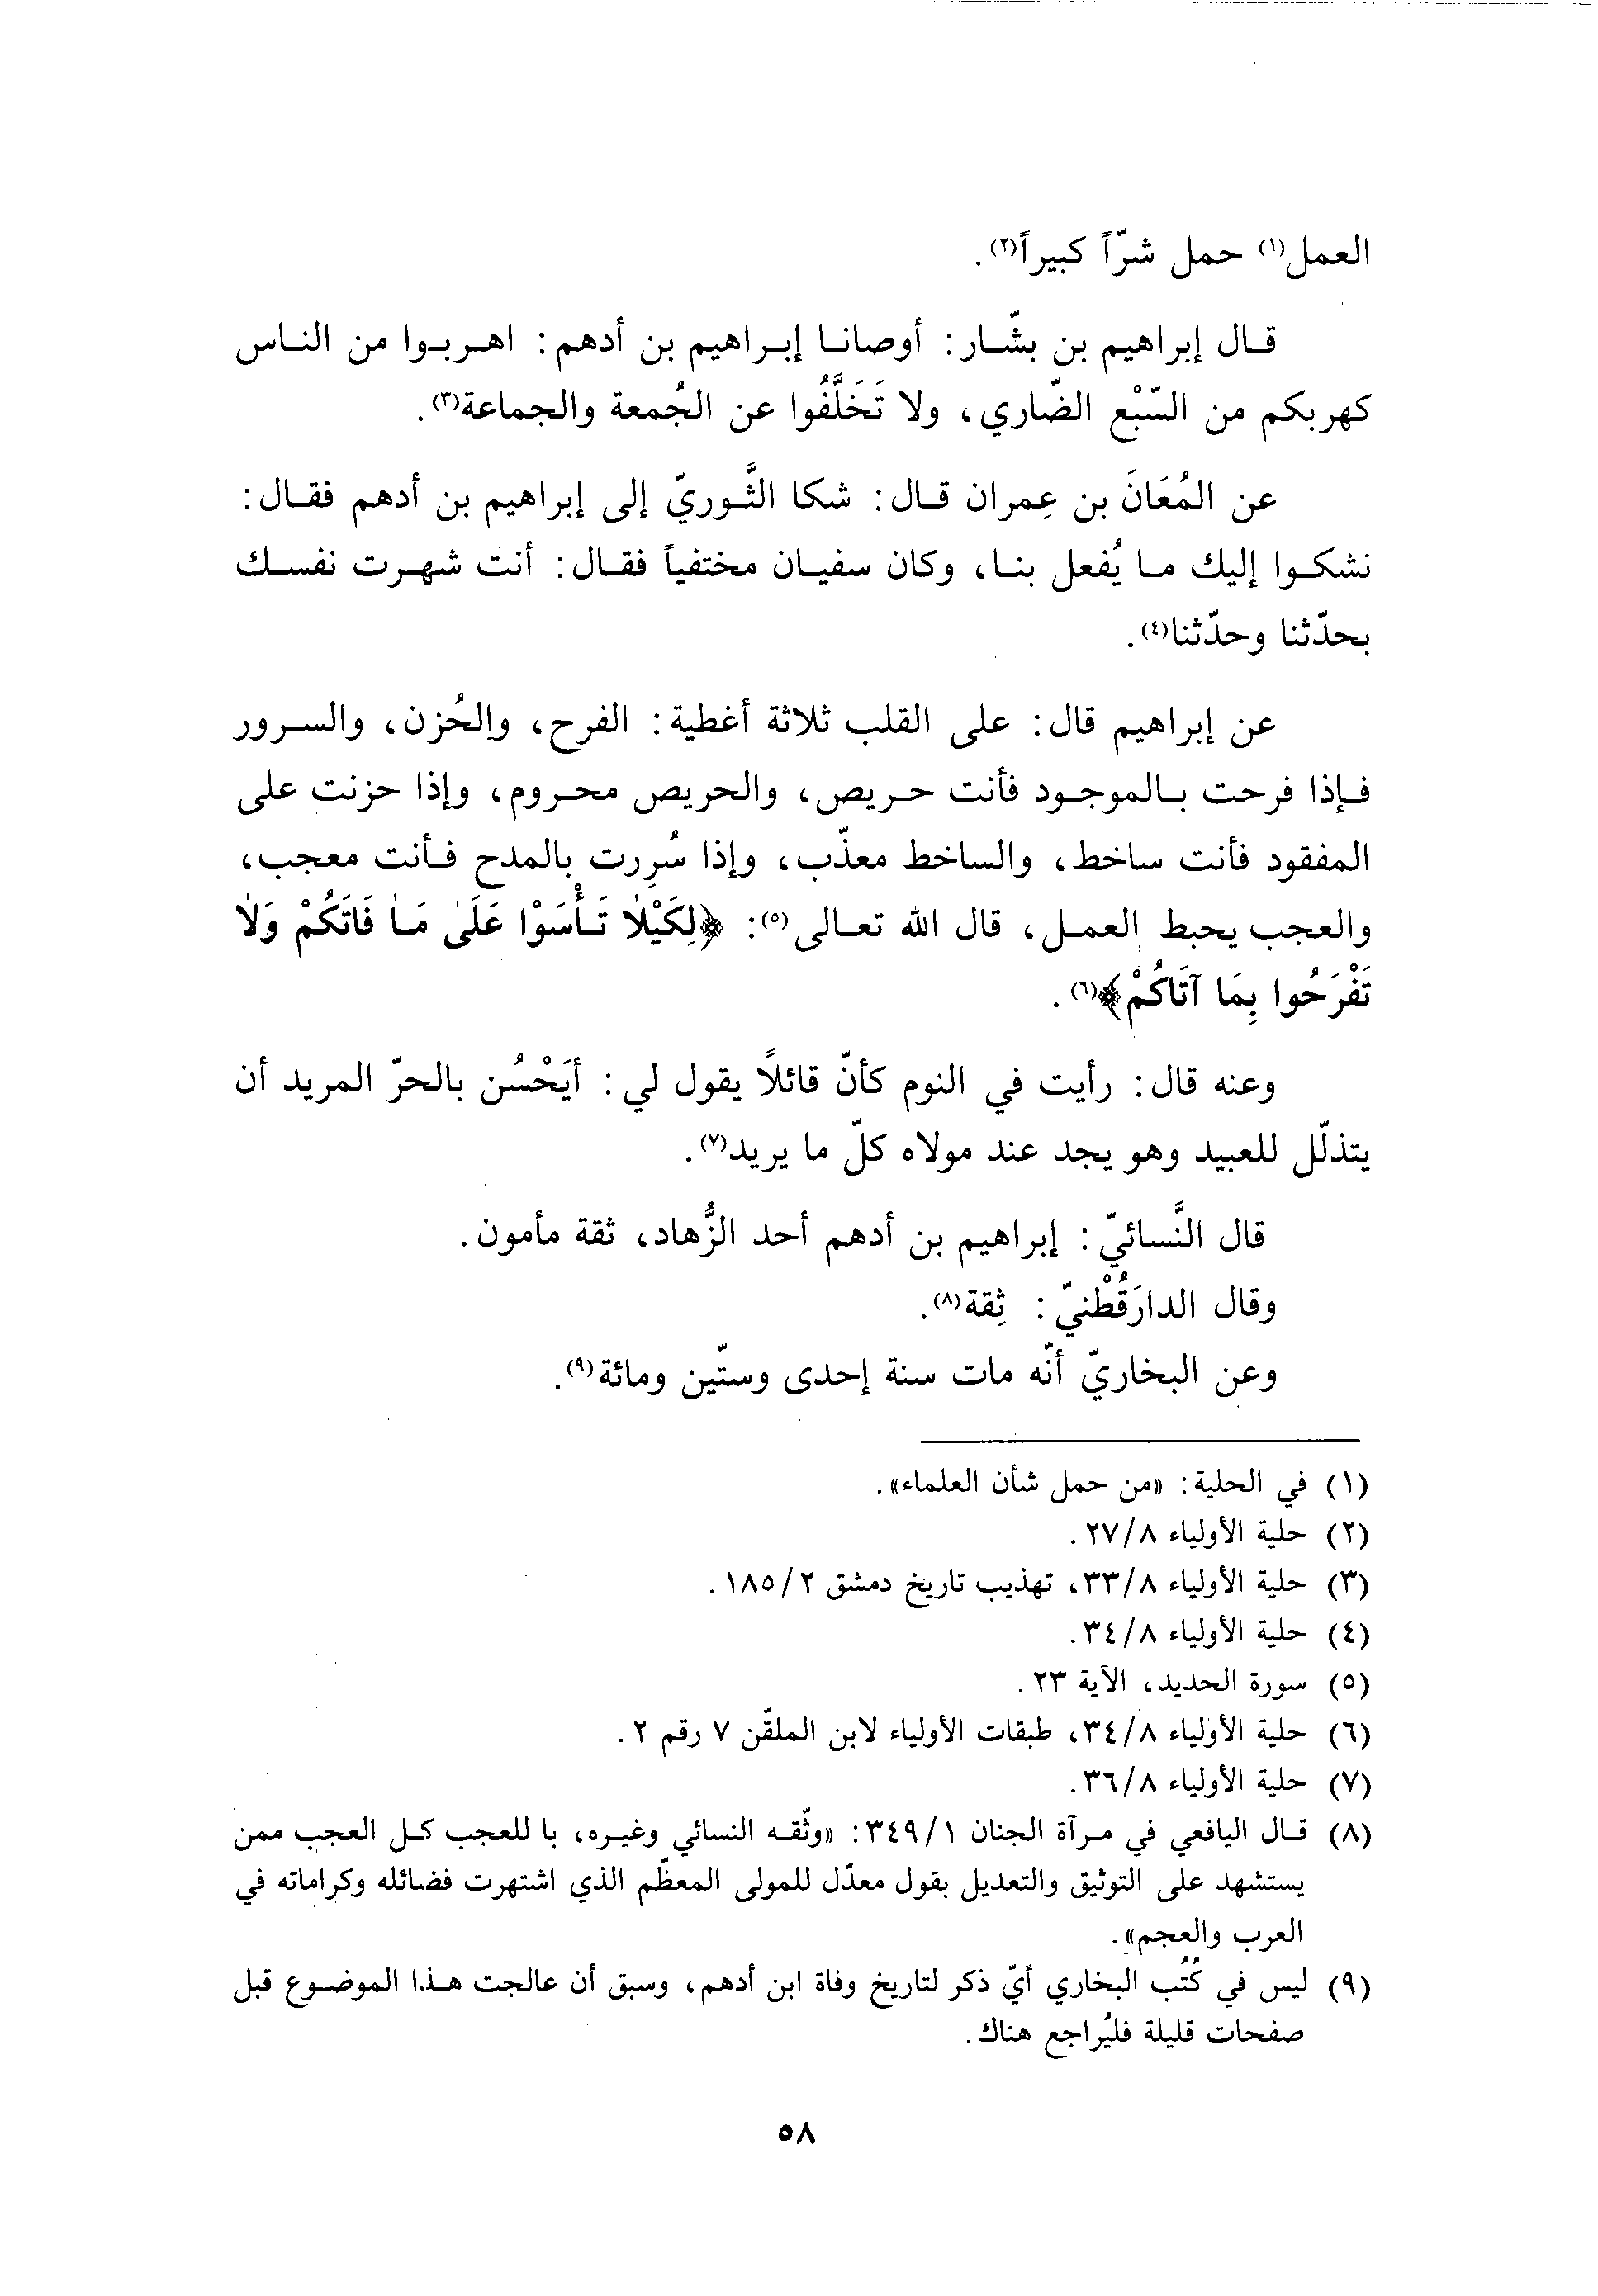 العمل(١) حمل شرّاً كبيراً(٢).
قال إبراهيم بن بشّار: أوصانا إبراهيم بن أدهم: اهربوا من الناس
كهربكم من السّبْع الضّاري، ولا تَخَلَّفُوا عن الجُمعة والجماعة(٣).
عن المُعَانَ بن عِمران قال: شكا الثَّوريّ إلى إبراهيم بن أدهم فقال:
نشكوا إليك ما يُفعل بنا، وكان سفيان مختفياً فقال: أنت شهرت نفسك
بحدّثنا وحدّثنا(٤).
عن إبراهيم قال: على القلب ثلاثة أغطية: الفرح، والحُزن، والسرور
فإذا فرحت بالموجود فأنت حريص، والحريص محروم، وإذا حزنت على
المفقود فأنت ساخط، والساخط معذّب، وإذا سُرِرت بالمدح فأنت معجب،
والعجب يحبط العمل، قال الله تعالى(٥): ﴿لِكَيْلَا تَأْسَوْا عَلَىٰ مَا فَاتَكُمْ وَلَا
تَفْرَحُوا بِمَا آتَاكُمْ﴾(٦).
وعنه قال: رأيت في النوم كأنّ قائلاً يقول لي: أيَحْسُن بالحرّ المريد أن
يتذلّل للعبيد وهو يجد عند مولاه كلّ ما يريد(٧).
قال النَّسائيّ: إبراهيم بن أدهم أحد الزُّهاد، ثقة مأمون.
وقال الدارَقُطْنيّ: ثِقة(٨).
وعن البخاريّ أنّه مات سنة إحدى وستّين ومائة(٩).
(١) في الحلية: «من حمل شأن العلماء».
(٢) حلية الأولياء ٢٧/٨.
(٣) حلية الأولياء ٣٣/٨، تهذيب تاريخ دمشق ١٨٥/٢.
(٤) حلية الأولياء ٣٤/٨.
(٥) سورة الحديد، الآية ٢٣.
(٦) حلية الأولياء ٣٤/٨، طبقات الأولياء لابن الملقّن ٧ رقم ٢.
(٧) حلية الأولياء ٣٦/٨.
(٨) قال اليافعي في مرآة الجنان ٣٤٩/١: «وثّقه النسائي وغيره، با للعجب كل العجب ممن
يستشهد على التوثيق والتعديل بقول معدّل للمولى المعظّم الذي اشتهرت فضائله وكراماته في
العرب والعجم».
(٩) ليس في كُتُب البخاري أيّ ذكر لتاريخ وفاة ابن أدهم، وسبق أن عالجت هذا الموضوع قبل
صفحات قليلة فليُراجع هناك.
٥٨